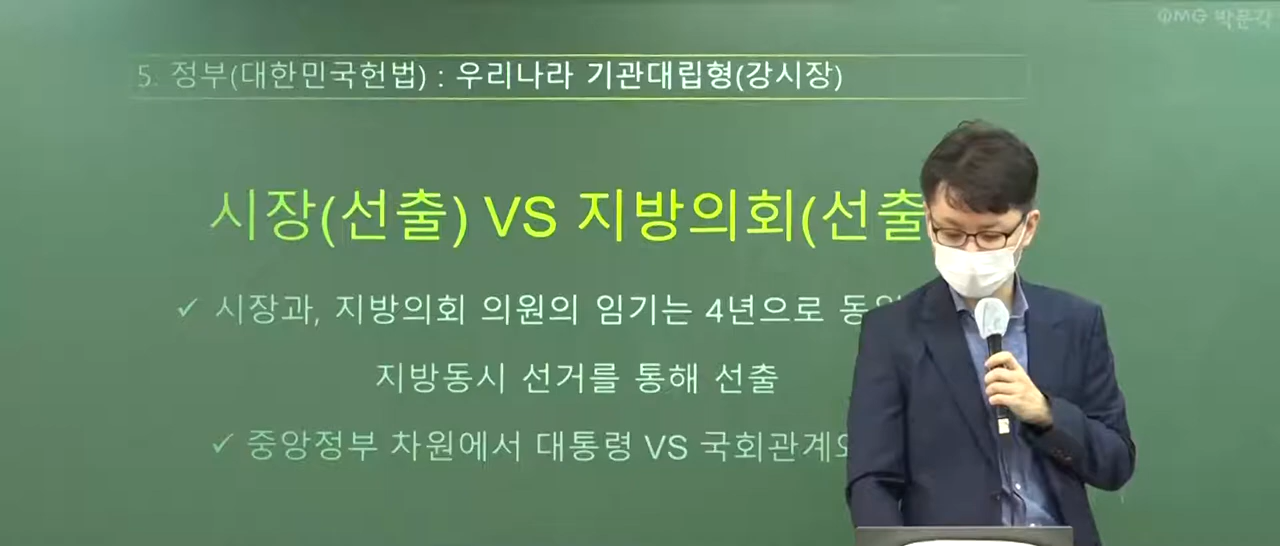 OMG 박문각
5. 정부(대한민국헌법) : 우리나라 기관대립형(강시장)
시장(선출) VS 지방의회(선출
✓ 시장과, 지방의회 의원의 임기는 4년으로
지방동시 선거를 통해 선출
✓ 중앙정부 차원에서 대통령 VS 국회관계